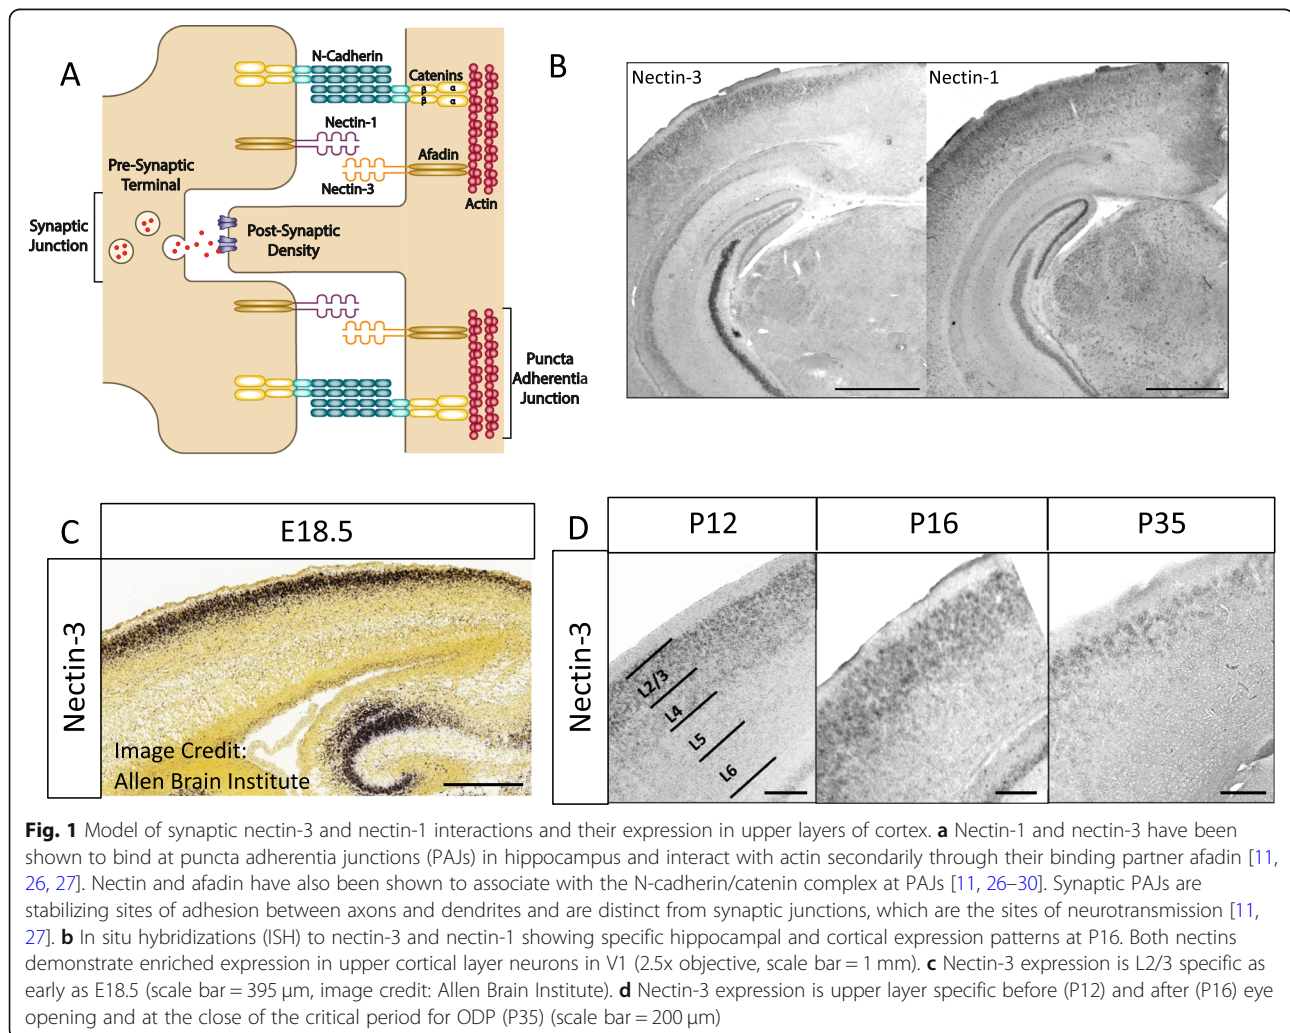 A
N-Cadherin
Catenins
β α
β α
Nectin-1
Afadin
Nectin-3
Actin
Pre-Synaptic
Terminal
Synaptic
Junction
Post-Synaptic
Density
Puncta
Adherentia
Junction
B
Nectin-3
Nectin-1
C
E18.5
Nectin-3
Image Credit:
Allen Brain Institute
D
P12
P16
P35
Nectin-3
L2/3
L4
L5
L6
Fig. 1 Model of synaptic nectin-3 and nectin-1 interactions and their expression in upper layers of cortex. a Nectin-1 and nectin-3 have been
shown to bind at puncta adherentia junctions (PAJs) in hippocampus and interact with actin secondarily through their binding partner afadin [11,
26, 27]. Nectin and afadin have also been shown to associate with the N-cadherin/catenin complex at PAJs [11, 26–30]. Synaptic PAJs are
stabilizing sites of adhesion between axons and dendrites and are distinct from synaptic junctions, which are the sites of neurotransmission [11,
27]. b In situ hybridizations (ISH) to nectin-3 and nectin-1 showing specific hippocampal and cortical expression patterns at P16. Both nectins
demonstrate enriched expression in upper cortical layer neurons in V1 (2.5x objective, scale bar = 1 mm). c Nectin-3 expression is L2/3 specific as
early as E18.5 (scale bar = 395 μm, image credit: Allen Brain Institute). d Nectin-3 expression is upper layer specific before (P12) and after (P16) eye
opening and at the close of the critical period for ODP (P35) (scale bar = 200 μm)